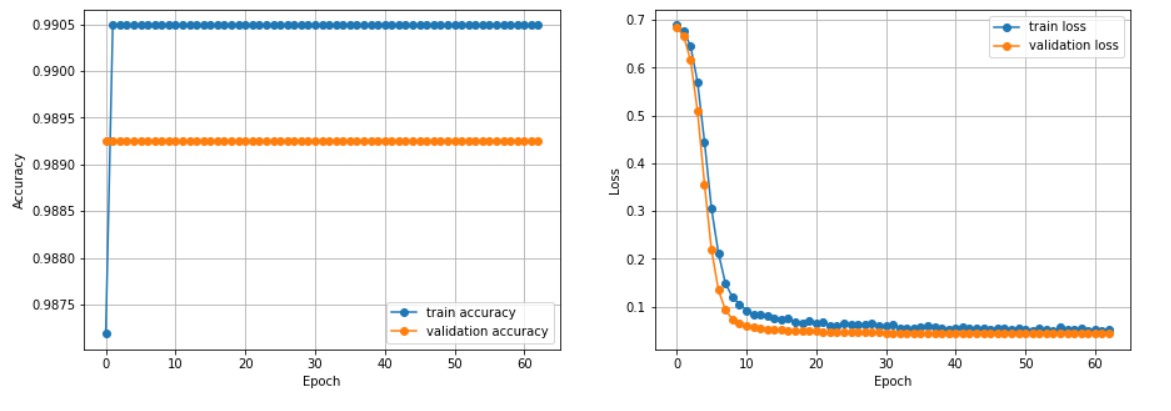 0.9905
0.9900
0.9895
0.9890
0.9885
0.9880
0.9875
Accuracy
0 10 20 30 40 50 60
Epoch
train accuracy
validation accuracy
0.7
0.6
0.5
0.4
0.3
0.2
0.1
Loss
0 10 20 30 40 50 60
Epoch
train loss
validation loss